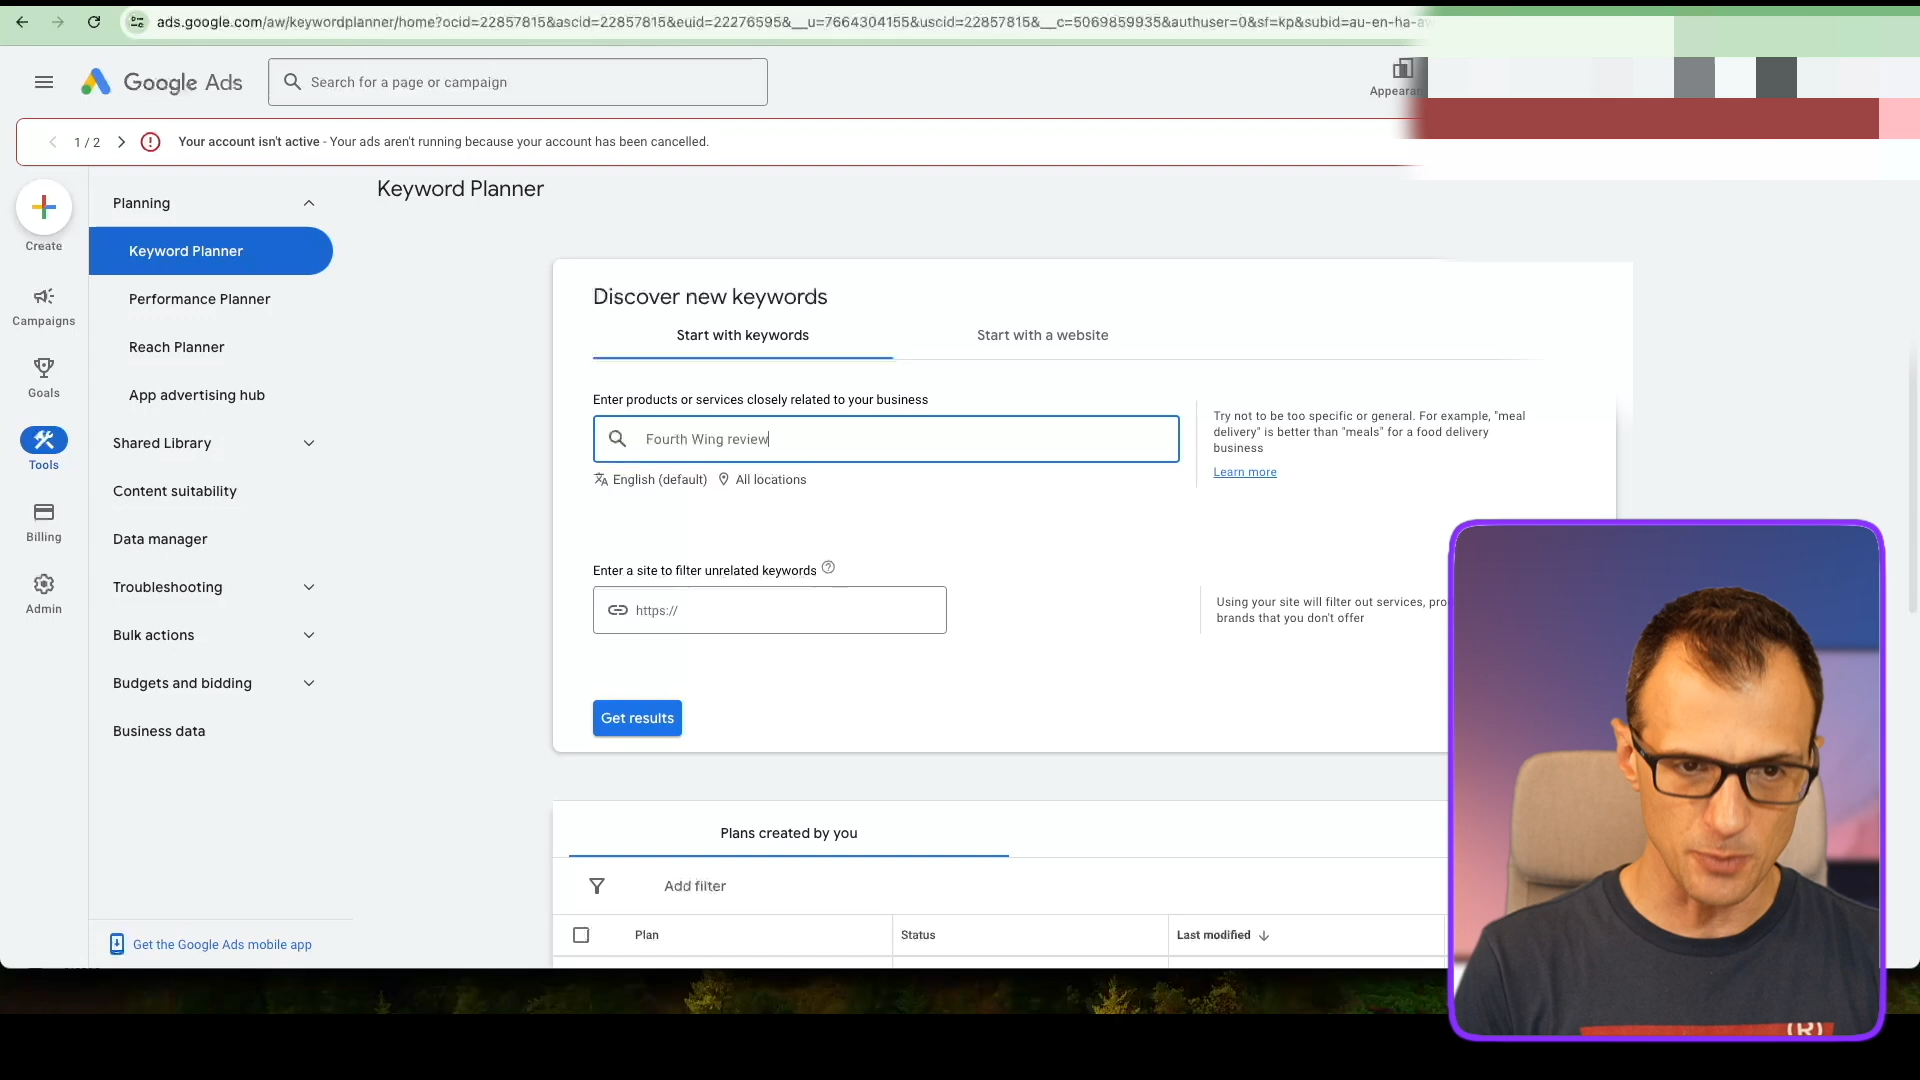 ads.google.com/aw/keywordplanner/home?ocid=22857815&ascid=22857815&euid=22276595&__u=7664304155&uscid=22857815&__c=5069859935&authuser=0&sf=kp&subid=au-en-ha-aw
Google Ads
Search for a page or campaign
Appearan
1 / 2
Your account isn't active - Your ads aren't running because your account has been cancelled.
Create
Campaigns
Goals
Tools
Billing
Admin
Planning
Keyword Planner
Performance Planner
Reach Planner
App advertising hub
Shared Library
Content suitability
Data manager
Troubleshooting
Bulk actions
Budgets and bidding
Business data
Get the Google Ads mobile app
Keyword Planner
Discover new keywords
Start with keywords
Start with a website
Enter products or services closely related to your business
Fourth Wing review
English (default)
All locations
Try not to be too specific or general. For example, "meal
delivery" is better than "meals" for a food delivery
business
Learn more
Enter a site to filter unrelated keywords
https://
Using your site will filter out services, pro
brands that you don't offer
Get results
Plans created by you
Add filter
Plan
Status
Last modified
(R)